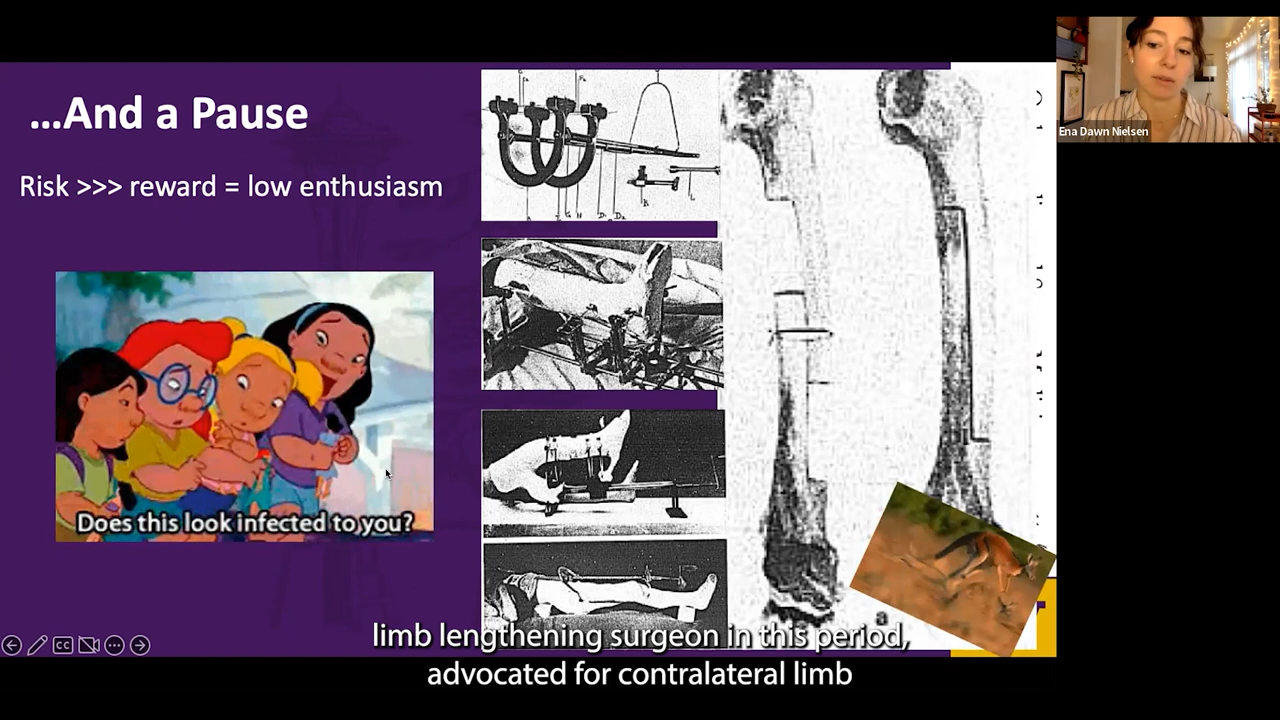 ...And a Pause
Risk >>> reward = low enthusiasm
Does this look infected to you?
Ena Dawn Nielsen
CC
limb lengthening surgeon in this period,
advocated for contralateral limb